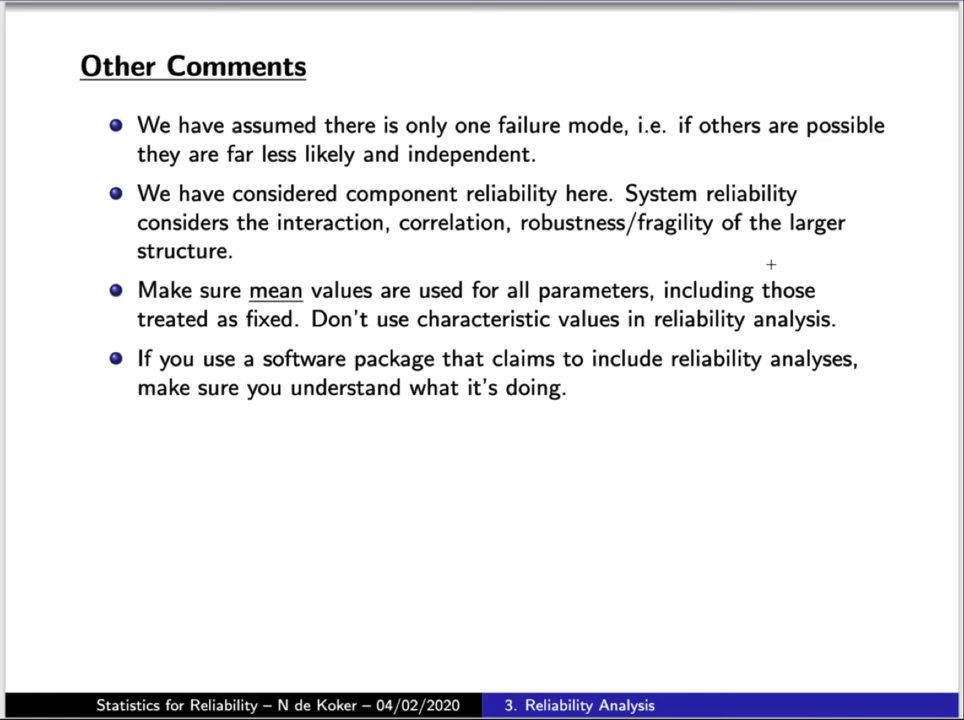 Other Comments
We have assumed there is only one failure mode, i.e. if others are possible
they are far less likely and independent.
We have considered component reliability here. System reliability
considers the interaction, correlation, robustness/fragility of the larger
structure.
Make sure mean values are used for all parameters, including those
treated as fixed. Don't use characteristic values in reliability analysis.
If you use a software package that claims to include reliability analyses,
make sure you understand what it's doing.
Statistics for Reliability – N de Koker – 04/02/2020 3. Reliability Analysis